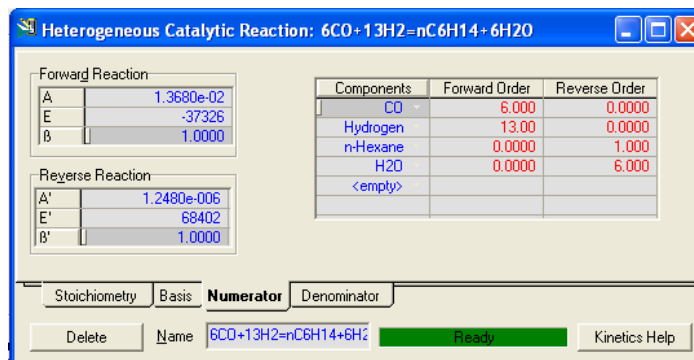 Heterogeneous Catalytic Reaction: 6CO+13H2=nC6H14+6H2O
Forward Reaction
A 1.3680e-02
E -37326
β 1.0000
Reverse Reaction
A' 1.2480e-006
E' 68402
β' 1.0000
Components Forward Order Reverse Order
CO 6.000 0.0000
Hydrogen 13.00 0.0000
n-Hexane 0.0000 1.000
H2O 0.0000 6.000
<empty>
Stoichiometry Basis Numerator Denominator
Delete Name 6CO+13H2=nC6H14+6H2 Ready Kinetics Help